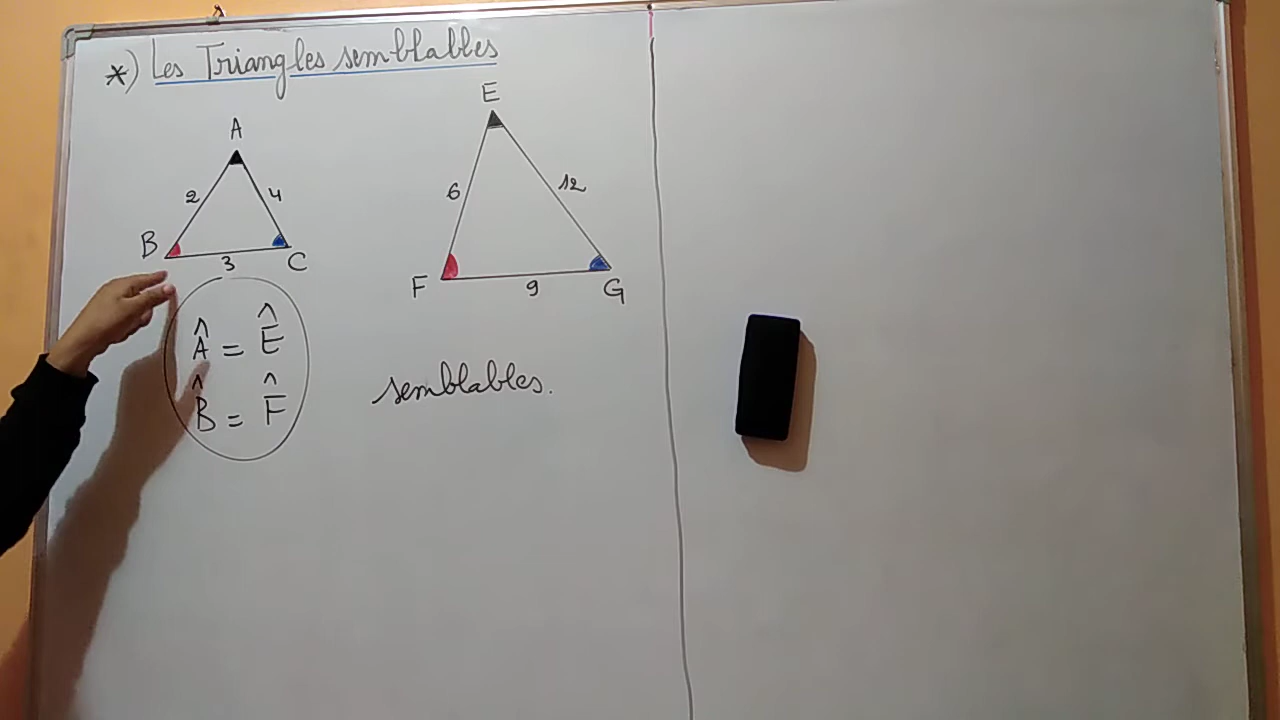 *) Les Triangles semblables
A
2
4
B
3
C
E
6
12
F
9
G
Â = Ê
B̂ = F̂
semblables.